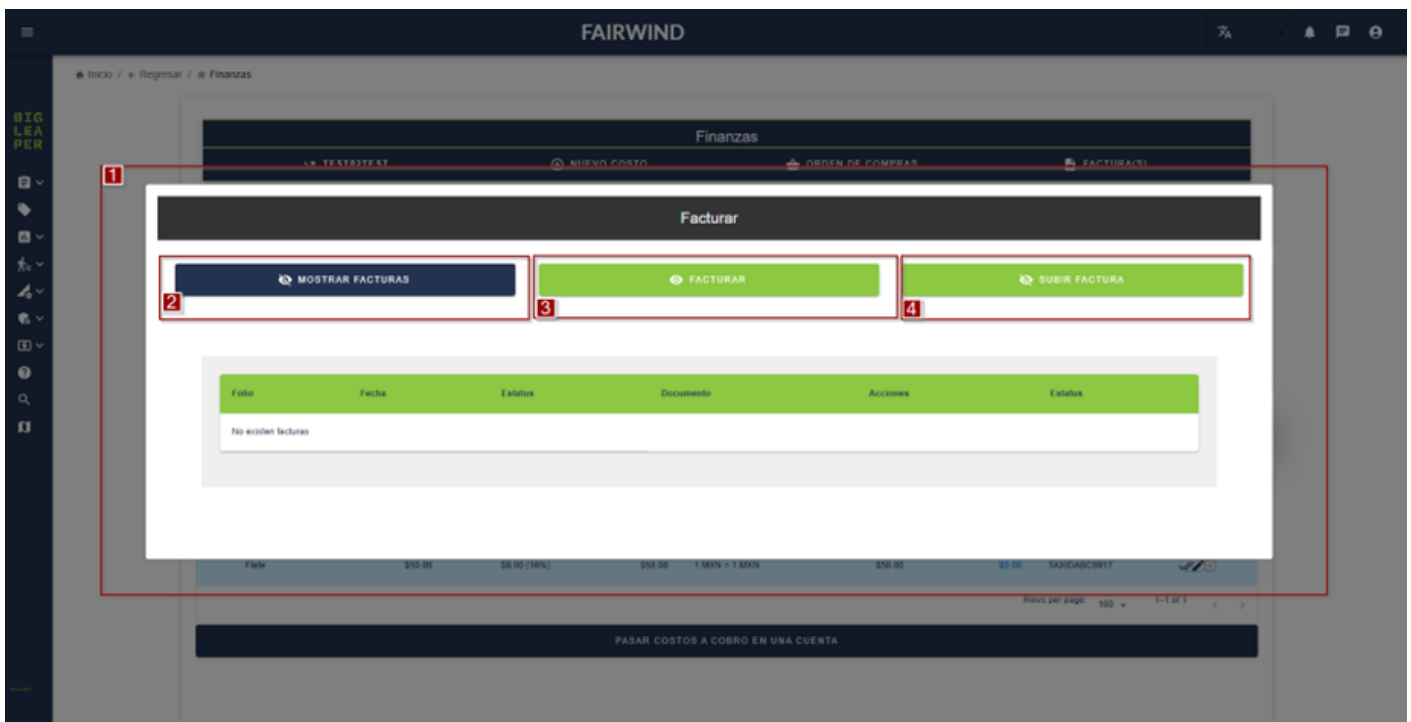 FAIRWIND
Inicio / Regresar / Finanzas
BIG
LEA
PER
Finanzas
TEST02TEST NUEVO COSTO ORDEN DE COMPRAS FACTURA(S)
1
Facturar
MOSTRAR FACTURAS FACTURAR SUBIR FACTURA
2 3 4
Folio Fecha Estatus Documento Acciones Estatus
No existen facturas
Flete $50.00 $8.00 (16%) $58.00 1 MXN = 1 MXN $58.00 $0.00 TAXIDABC6917
Rows per page: 100 1–1 of 1
PASAR COSTOS A COBRO EN UNA CUENTA